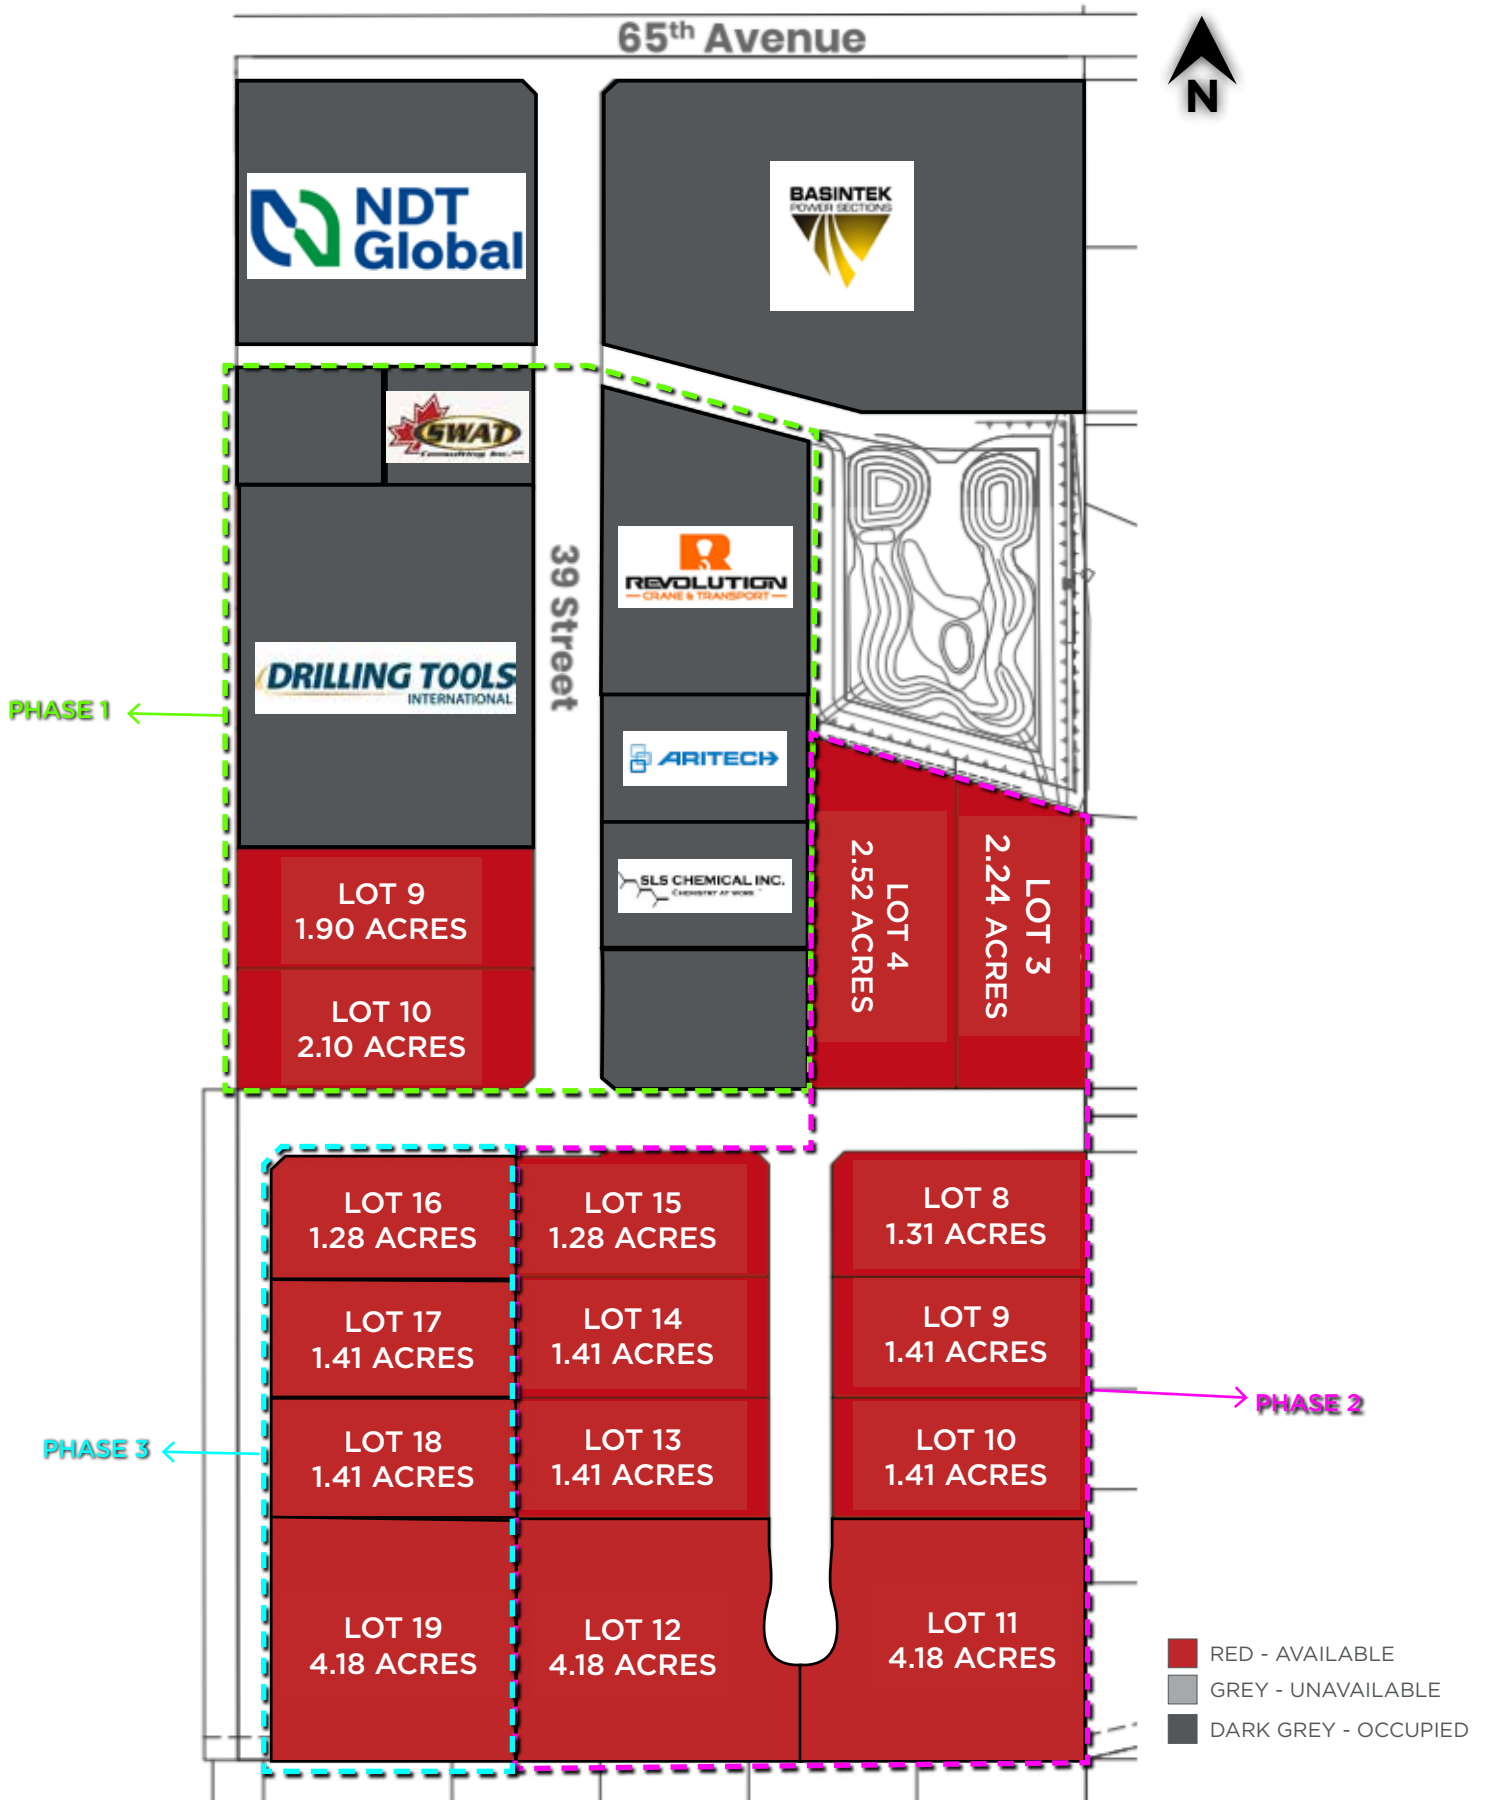 65th Avenue
N
NDT
Global
BASINTEK
POWER SECTIONS
SWAT
Consulting Inc.
39 Street
REVOLUTION
CRANE & TRANSPORT
DRILLING TOOLS
INTERNATIONAL
PHASE 1
ARITECH
SLS CHEMICAL INC.
CHEMISTRY AT WORK
LOT 9
1.90 ACRES
LOT 10
2.10 ACRES
LOT 4
2.52 ACRES
LOT 3
2.24 ACRES
LOT 16
1.28 ACRES
LOT 15
1.28 ACRES
LOT 8
1.31 ACRES
LOT 17
1.41 ACRES
LOT 14
1.41 ACRES
LOT 9
1.41 ACRES
PHASE 2
PHASE 3
LOT 18
1.41 ACRES
LOT 13
1.41 ACRES
LOT 10
1.41 ACRES
LOT 19
4.18 ACRES
LOT 12
4.18 ACRES
LOT 11
4.18 ACRES
RED - AVAILABLE
GREY - UNAVAILABLE
DARK GREY - OCCUPIED